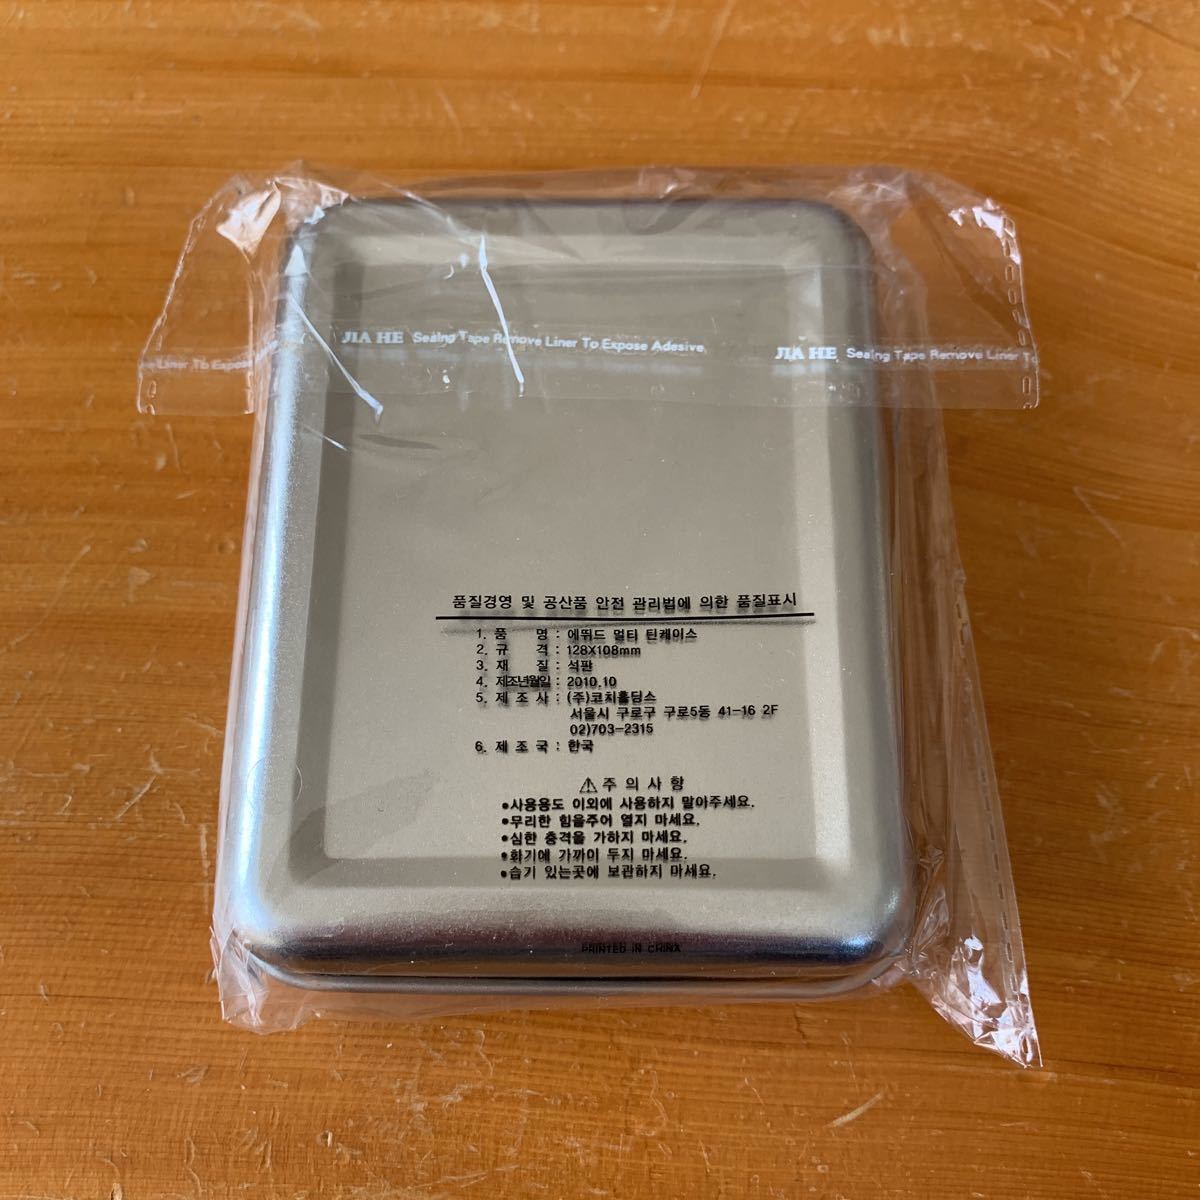 JIA HE Sealng Tape Remove Liner To Expose Adesive
JIA HE Sealng Tape Remove Liner T
Liner To Expose
품질경영 및 공산품 안전 관리법에 의한 품질표시
1. 품 명 : 에뛰드 멀티 틴케이스
2. 규 격 : 128X108mm
3. 재 질 : 석판
4. 제조년월일 : 2010.10
5. 제 조 사 : (주)코치홀딩스
서울시 구로구 구로5동 41-16 2F
02)703-2315
6. 제 조 국 : 한국
⚠주 의 사 항
●사용용도 이외에 사용하지 말아주세요.
●무리한 힘을주어 열지 마세요.
●심한 충격을 가하지 마세요.
●화기에 가까이 두지 마세요.
●습기 있는곳에 보관하지 마세요.
PRINTED IN CHINA